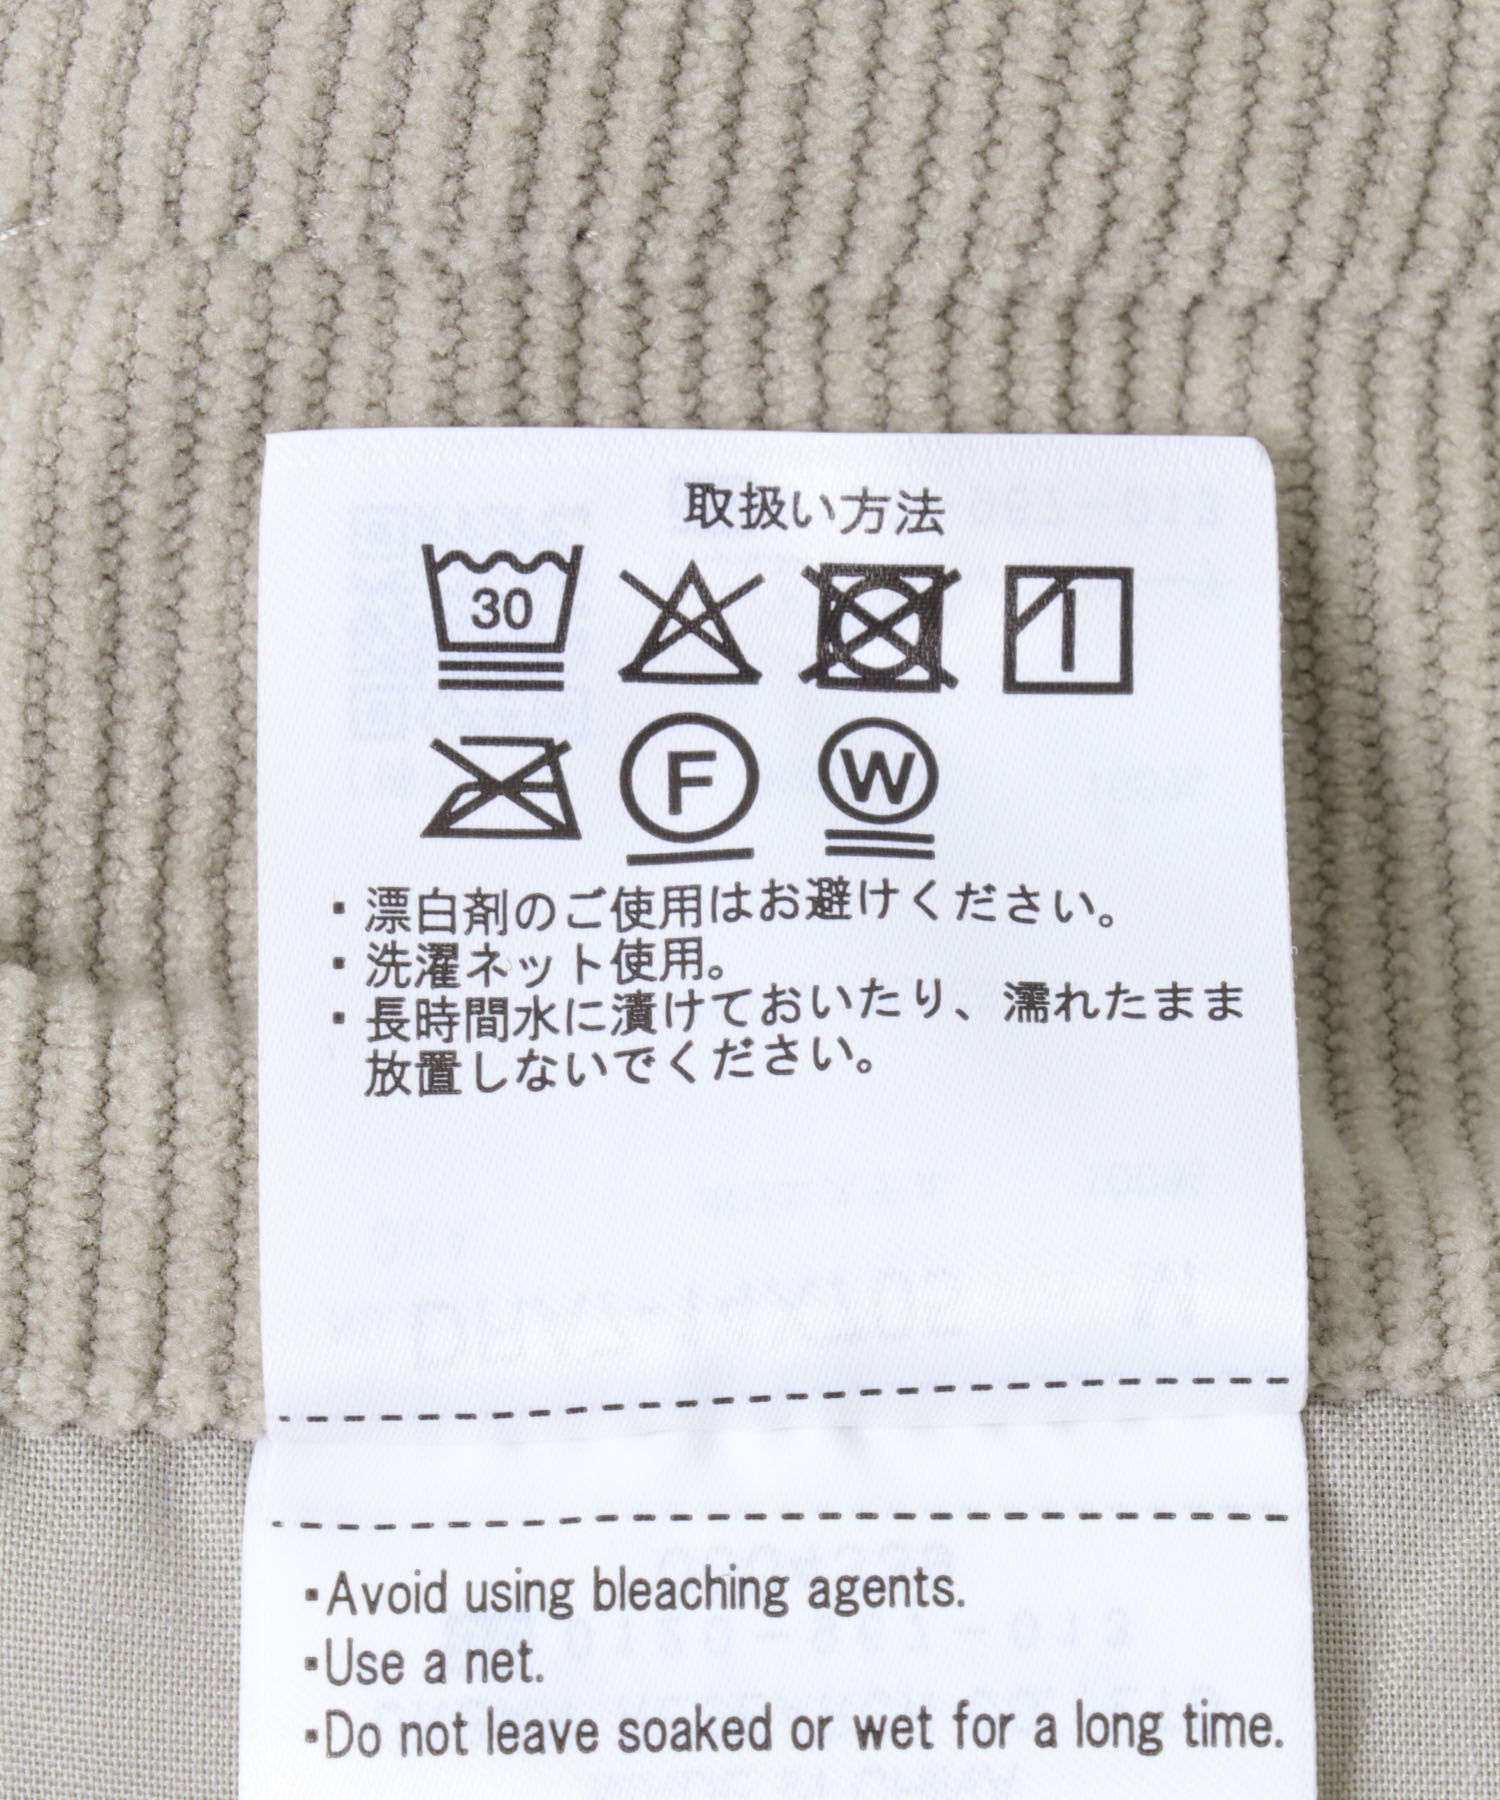 取扱い方法
30
F
W
・漂白剤のご使用はお避けください。
・洗濯ネット使用。
・長時間水に漬けておいたり、濡れたまま
放置しないでください。
・Avoid using bleaching agents.
・Use a net.
・Do not leave soaked or wet for a long time.